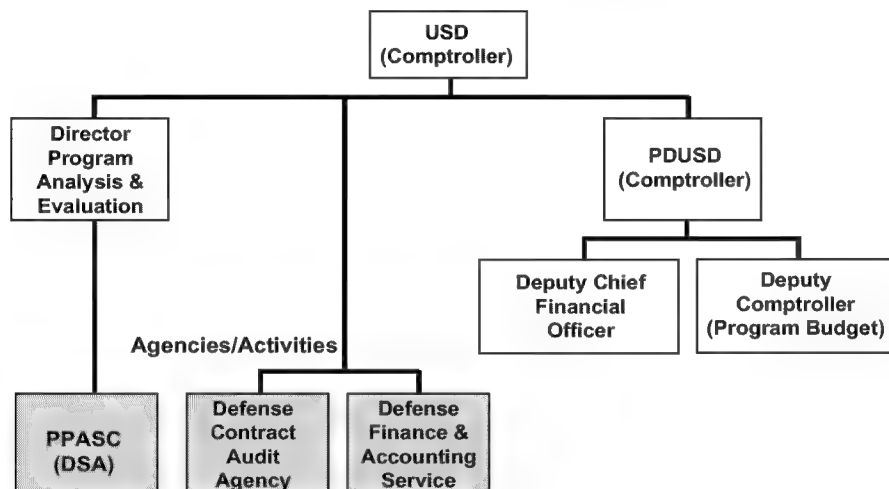 USD
(Comptroller)
Director
Program
Analysis &
Evaluation
PDUSD
(Comptroller)
Deputy Chief
Financial
Officer
Deputy
Comptroller
(Program Budget)
Agencies/Activities
PPASC
(DSA)
Defense
Contract
Audit
Agency
Defense
Finance &
Accounting
Service